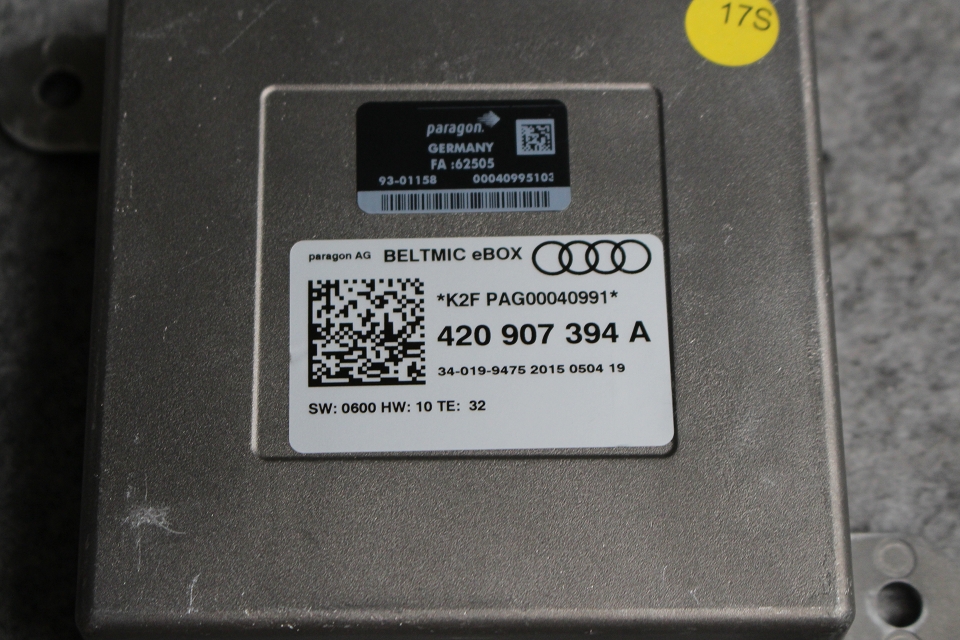 17S
paragon
GERMANY
FA :62505
93-01158 00040995103
paragon AG BELTMIC eBOX
*K2F PAG00040991*
420 907 394 A
34-019-9475 2015 0504 19
SW: 0600 HW: 10 TE: 32